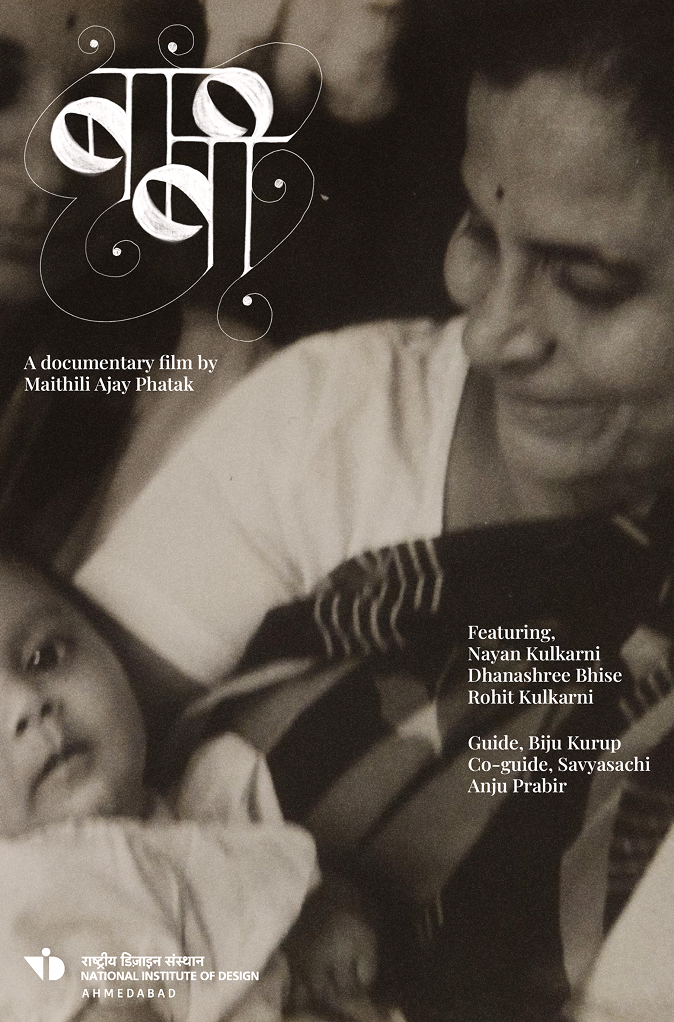 बाबी
A documentary film by
Maithili Ajay Phatak
Featuring,
Nayan Kulkarni
Dhanashree Bhise
Rohit Kulkarni
Guide, Biju Kurup
Co-guide, Savyasachi
Anju Prabir
राष्ट्रीय डिज़ाइन संस्थान
NATIONAL INSTITUTE OF DESIGN
AHMEDABAD